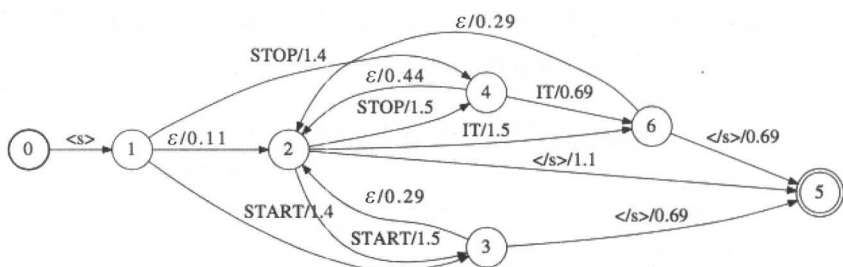 ε/0.29
STOP/1.4
ε/0.44
4
IT/0.69
STOP/1.5
6
<s>
ε/0.11
IT/1.5
</s>/0.69
0
1
2
</s>/1.1
5
ε/0.29
START/1.4
</s>/0.69
START/1.5
3